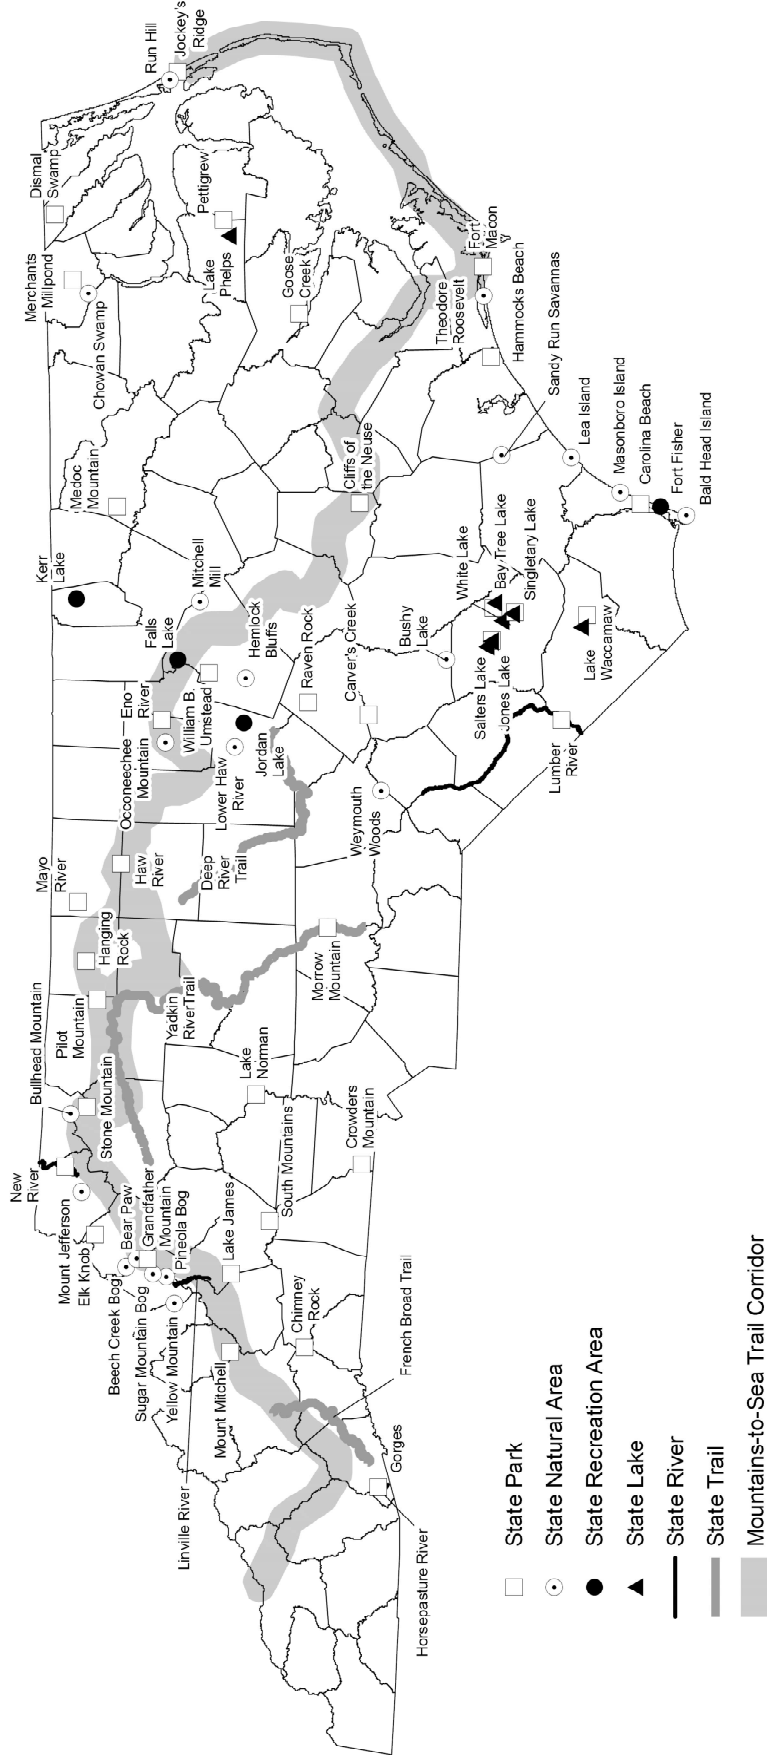 New
River
Bullhead Mountain
Mount Jefferson
Elk Knob
Stone Mountain
Pilot
Mountain
Hanging
Rock
Mayo
River
Haw
River
Occoneechee
Mountain
Eno
River
Falls
Lake
Kerr
Lake
Medoc
Mountain
Merchants
Millpond
Chowan Swamp
Dismal
Swamp
Run Hill
Jockey's
Ridge
Pettigrew
Lake
Phelps
Goose
Creek
Beech Creek Bog
Bear Paw
Grandfather
Mountain
Sugar Mountain Bog
Pineola Bog
Yellow Mountain
Mount Mitchell
Linville River
Lake James
South Mountains
Chimney
Rock
Crowders
Mountain
Lake
Norman
Yadkin
RiverTrail
Deep
River
Trail
Lower Haw
River
Jordan
Lake
William B.
Umstead
Hemlock
Bluffs
Mitchell
Mill
Raven Rock
Carver's Creek
Morrow
Mountain
Weymouth
Woods
Cliffs of
the Neuse
Theodore
Roosevelt
Fort
Macon
Hammocks Beach
Sandy Run Savannas
Lea Island
Masonboro Island
Carolina Beach
Fort Fisher
Bald Head Island
Bushy
Lake
White Lake
Bay Tree Lake
Singletary Lake
Salters Lake
Jones Lake
Lake
Waccamaw
Lumber
River
French Broad Trail
Gorges
Horsepasture River
State Park
State Natural Area
State Recreation Area
State Lake
State River
State Trail
Mountains-to-Sea Trail Corridor